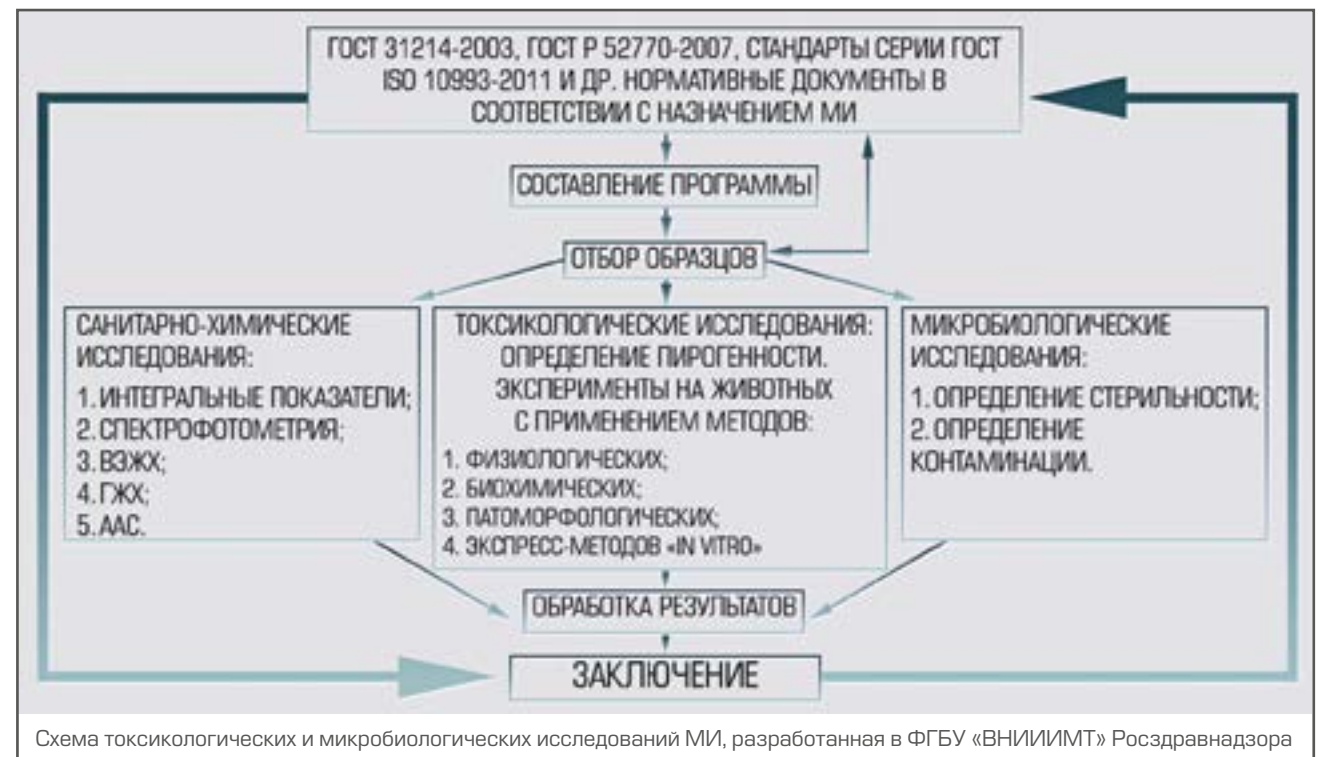 ГОСТ 31214-2003, ГОСТ Р 52770-2007, СТАНДАРТЫ СЕРИИ ГОСТ
ISO 10993-2011 И ДР. НОРМАТИВНЫЕ ДОКУМЕНТЫ В
СООТВЕТСТВИИ С НАЗНАЧЕНИЕМ МИ
СОСТАВЛЕНИЕ ПРОГРАММЫ
ОТБОР ОБРАЗЦОВ
САНИТАРНО-ХИМИЧЕСКИЕ
ИССЛЕДОВАНИЯ:
1. ИНТЕГРАЛЬНЫЕ ПОКАЗАТЕЛИ;
2. СПЕКТРОФОТОМЕТРИЯ;
3. ВЭЖХ;
4. ГЖХ;
5. ААС.
ТОКСИКОЛОГИЧЕСКИЕ ИССЛЕДОВАНИЯ:
ОПРЕДЕЛЕНИЕ ПИРОГЕННОСТИ.
ЭКСПЕРИМЕНТЫ НА ЖИВОТНЫХ
С ПРИМЕНЕНИЕМ МЕТОДОВ:
1. ФИЗИОЛОГИЧЕСКИХ;
2. БИОХИМИЧЕСКИХ;
3. ПАТОМОРФОЛОГИЧЕСКИХ;
4. ЭКСПРЕСС-МЕТОДОВ «IN VITRO»
МИКРОБИОЛОГИЧЕСКИЕ
ИССЛЕДОВАНИЯ:
1. ОПРЕДЕЛЕНИЕ СТЕРИЛЬНОСТИ;
2. ОПРЕДЕЛЕНИЕ
КОНТАМИНАЦИИ.
ОБРАБОТКА РЕЗУЛЬТАТОВ
ЗАКЛЮЧЕНИЕ
Схема токсикологических и микробиологических исследований МИ, разработанная в ФГБУ «ВНИИИМТ» Росздравнадзора